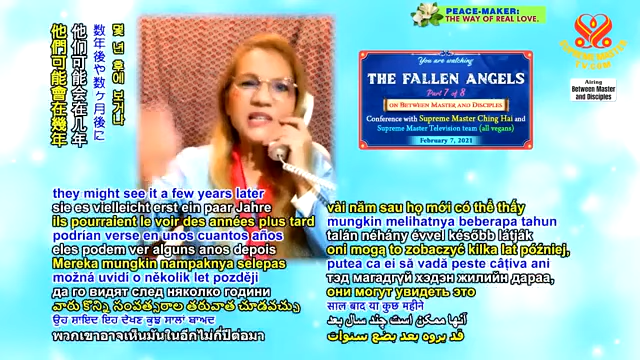 PEACE-MAKER:
THE WAY OF REAL LOVE.
SUPREME MASTER
TV.COM
You are watching
THE FALLEN ANGELS
Part 7 of 8
ON BETWEEN MASTER AND DISCIPLES
Conference with Supreme Master Ching Hai and
Supreme Master Television team (all vegans)
February 7, 2021
Airing
Between Master
and Disciples
他們可能會在幾年
他们可能会在几年
数年後や数ヶ月後に
몇 년 후에 보거나
they might see it a few years later
sie es vielleicht erst ein paar Jahre
ils pourraient le voir des années plus tard
podrían verse en unos cuantos años
eles podem ver alguns anos depois
Mereka mungkin nampaknya selepas
možná uvidí o několik let později
да го видят след няколко години
వారు కొన్ని సంవత్సరాల తరువాత చూడవచ్చు
ਉਹ ਸ਼ਾਇਦ ਇਹ ਦੇਖਣ ਕੁਝ ਸਾਲਾਂ ਬਾਅਦ
พวกเขาอาจเห็นมันในอีกไม่กี่ปีต่อมา
vài năm sau họ mới có thể thấy
mungkin melihatnya beberapa tahun
talán néhány évvel később látják
oni mogą to zobaczyć kilka lat później,
putea ca ei să vadă peste câțiva ani
тэд магадгүй хэдэн жилийн дараа,
они могут увидеть это
साल बाद या कुछ महीने
آنها ممکن است چند سال بعد
قد يروه بعد بضع سنوات